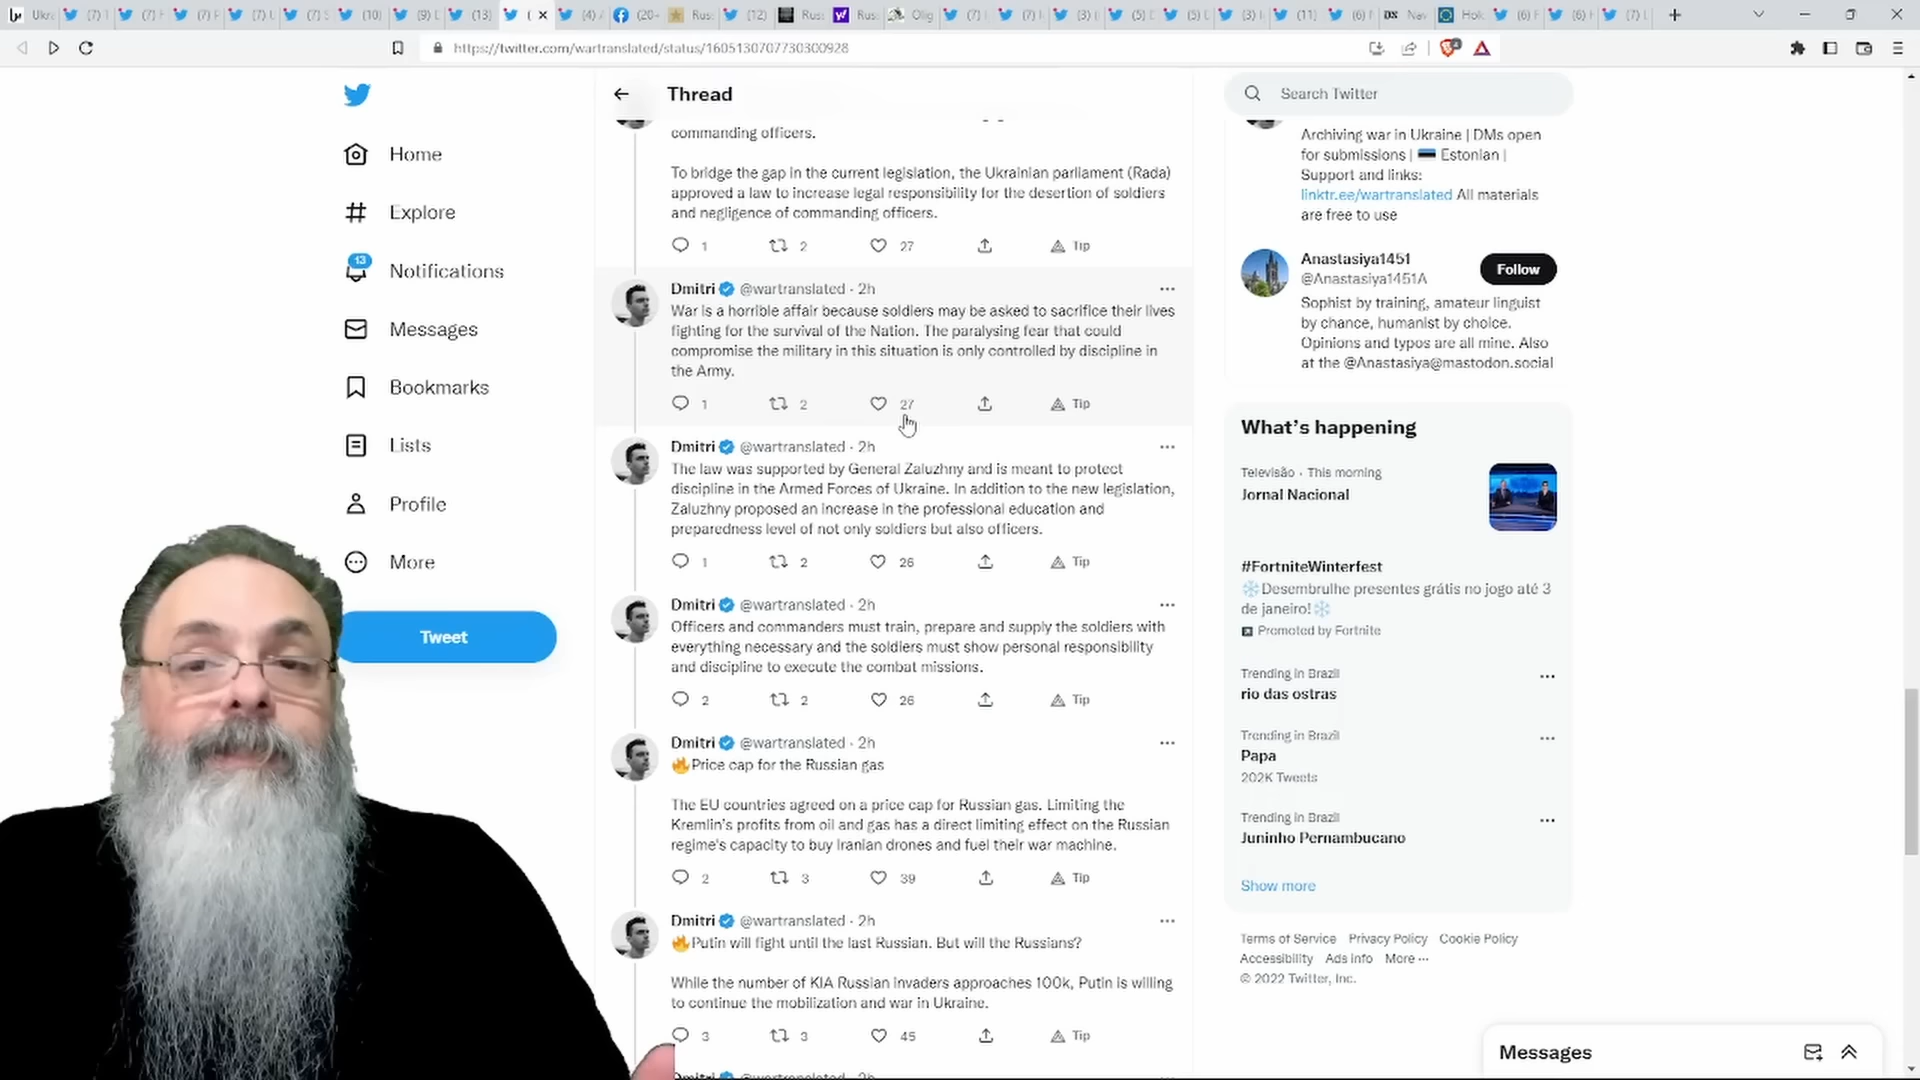 https://twitter.com/wartranslated/status/1605130707730300928
Home
Explore
13
Notifications
Messages
Bookmarks
Lists
Profile
More
Tweet
Thread
commanding officers.
To bridge the gap in the current legislation, the Ukrainian parliament (Rada)
approved a law to increase legal responsibility for the desertion of soldiers
and negligence of commanding officers.
1 2 27 Tip
Dmitri @wartranslated · 2h
War is a horrible affair because soldiers may be asked to sacrifice their lives
fighting for the survival of the Nation. The paralysing fear that could
compromise the military in this situation is only controlled by discipline in
the Army.
1 2 27 Tip
Dmitri @wartranslated · 2h
The law was supported by General Zaluzhny and is meant to protect
discipline in the Armed Forces of Ukraine. In addition to the new legislation,
Zaluzhny proposed an increase in the professional education and
preparedness level of not only soldiers but also officers.
1 2 26 Tip
Dmitri @wartranslated · 2h
Officers and commanders must train, prepare and supply the soldiers with
everything necessary and the soldiers must show personal responsibility
and discipline to execute the combat missions.
2 2 26 Tip
Dmitri @wartranslated · 2h
🔥Price cap for the Russian gas
The EU countries agreed on a price cap for Russian gas. Limiting the
Kremlin's profits from oil and gas has a direct limiting effect on the Russian
regime's capacity to buy Iranian drones and fuel their war machine.
2 3 39 Tip
Dmitri @wartranslated · 2h
🔥Putin will fight until the last Russian. But will the Russians?
While the number of KIA Russian invaders approaches 100k, Putin is willing
to continue the mobilization and war in Ukraine.
3 3 45 Tip
Search Twitter
Archiving war in Ukraine | DMs open
for submissions | 🇪🇪 Estonian |
Support and links:
linktr.ee/wartranslated All materials
are free to use
Anastasiya1451
@Anastasiya1451A
Follow
Sophist by training, amateur linguist
by chance, humanist by choice.
Opinions and typos are all mine. Also
at the @Anastasiya@mastodon.social
What's happening
Televisão · This morning
Jornal Nacional
#FortniteWinterfest
❄️Desembrulhe presentes grátis no jogo até 3
de janeiro!❄️
Promoted by Fortnite
Trending in Brazil
rio das ostras
Trending in Brazil
Papa
202K Tweets
Trending in Brazil
Juninho Pernambucano
Show more
Terms of Service Privacy Policy Cookie Policy
Accessibility Ads info More ···
© 2022 Twitter, Inc.
Messages